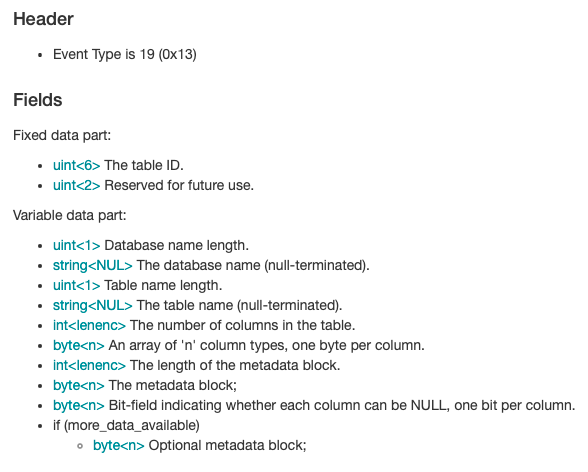 Header
• Event Type is 19 (0x13)
Fields
Fixed data part:
• uint<6> The table ID.
• uint<2> Reserved for future use.
Variable data part:
• uint<1> Database name length.
• string<NUL> The database name (null-terminated).
• uint<1> Table name length.
• string<NUL> The table name (null-terminated).
• int<lenenc> The number of columns in the table.
• byte<n> An array of 'n' column types, one byte per column.
• int<lenenc> The length of the metadata block.
• byte<n> The metadata block;
• byte<n> Bit-field indicating whether each column can be NULL, one bit per column.
• if (more_data_available)
◦ byte<n> Optional metadata block;